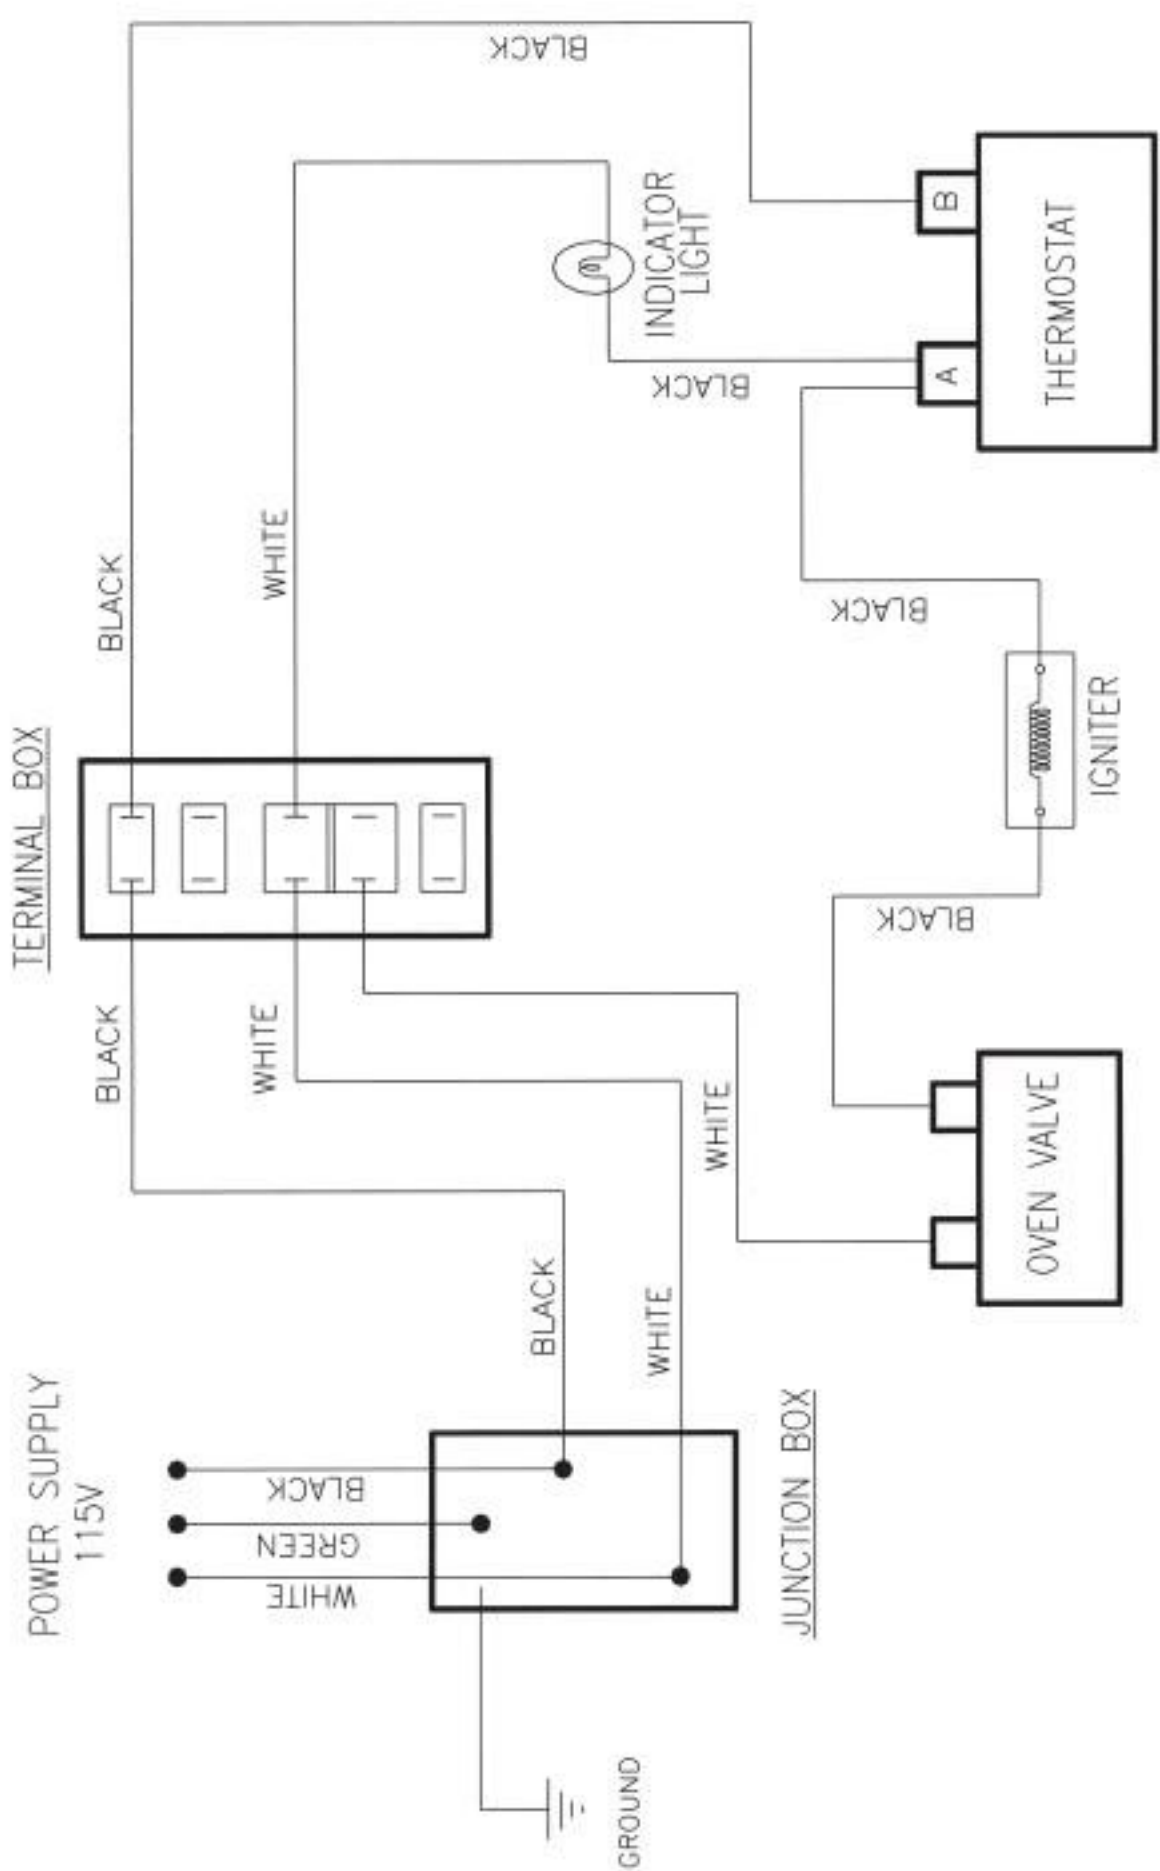 POWER SUPPLY
115V
BLACK
GREEN
WHITE
GROUND
JUNCTION BOX
BLACK
WHITE
BLACK
WHITE
WHITE
TERMINAL BOX
BLACK
WHITE
BLACK
INDICATOR
LIGHT
BLACK
BLACK
BLACK
IGNITER
OVEN VALVE
A
B
THERMOSTAT